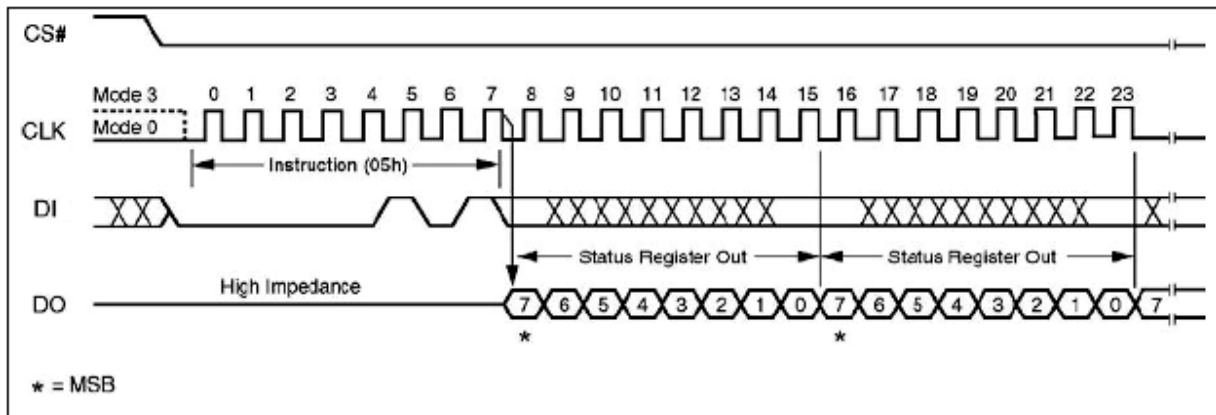 CS#
Mode 3 0 1 2 3 4 5 6 7 8 9 10 11 12 13 14 15 16 17 18 19 20 21 22 23
CLK Mode 0
Instruction (05h)
DI
Status Register Out Status Register Out
High Impedance
DO 7 6 5 4 3 2 1 0 7 6 5 4 3 2 1 0 7
* *
* = MSB